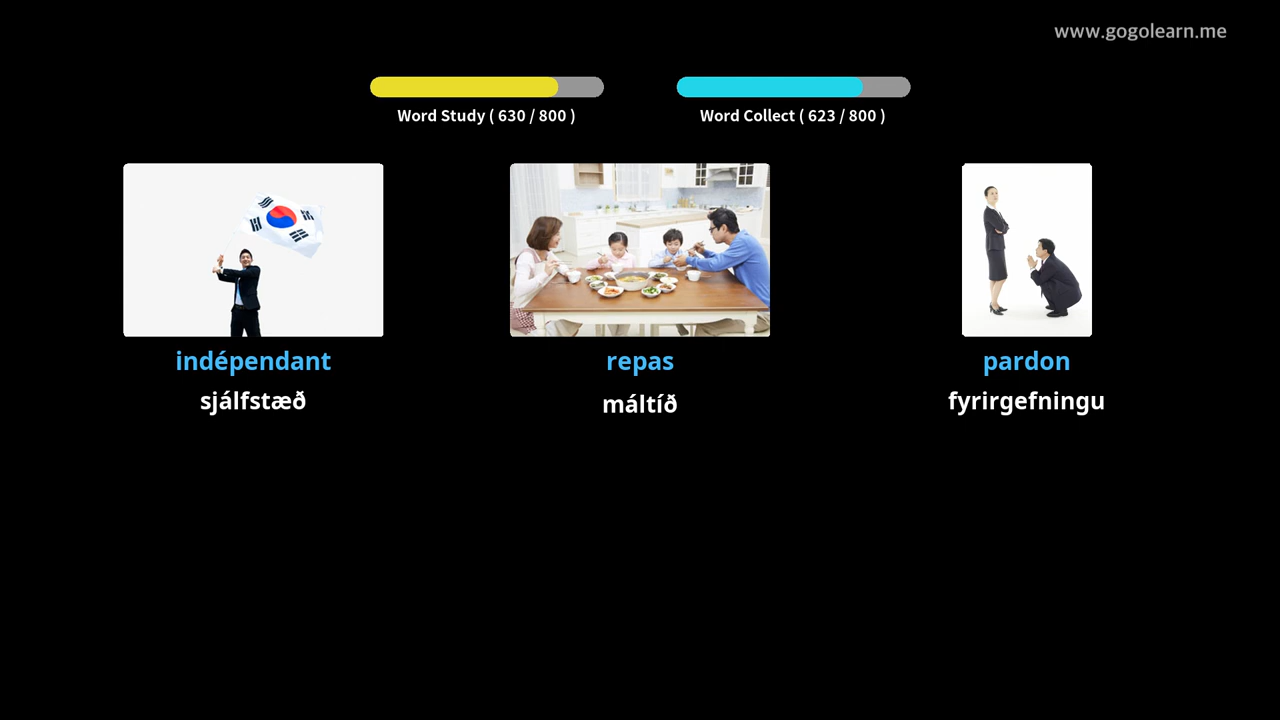 www.gogolearn.me
Word Study ( 630 / 800 )
Word Collect ( 623 / 800 )
indépendant
repas
pardon
sjálfstæð
máltíð
fyrirgefningu